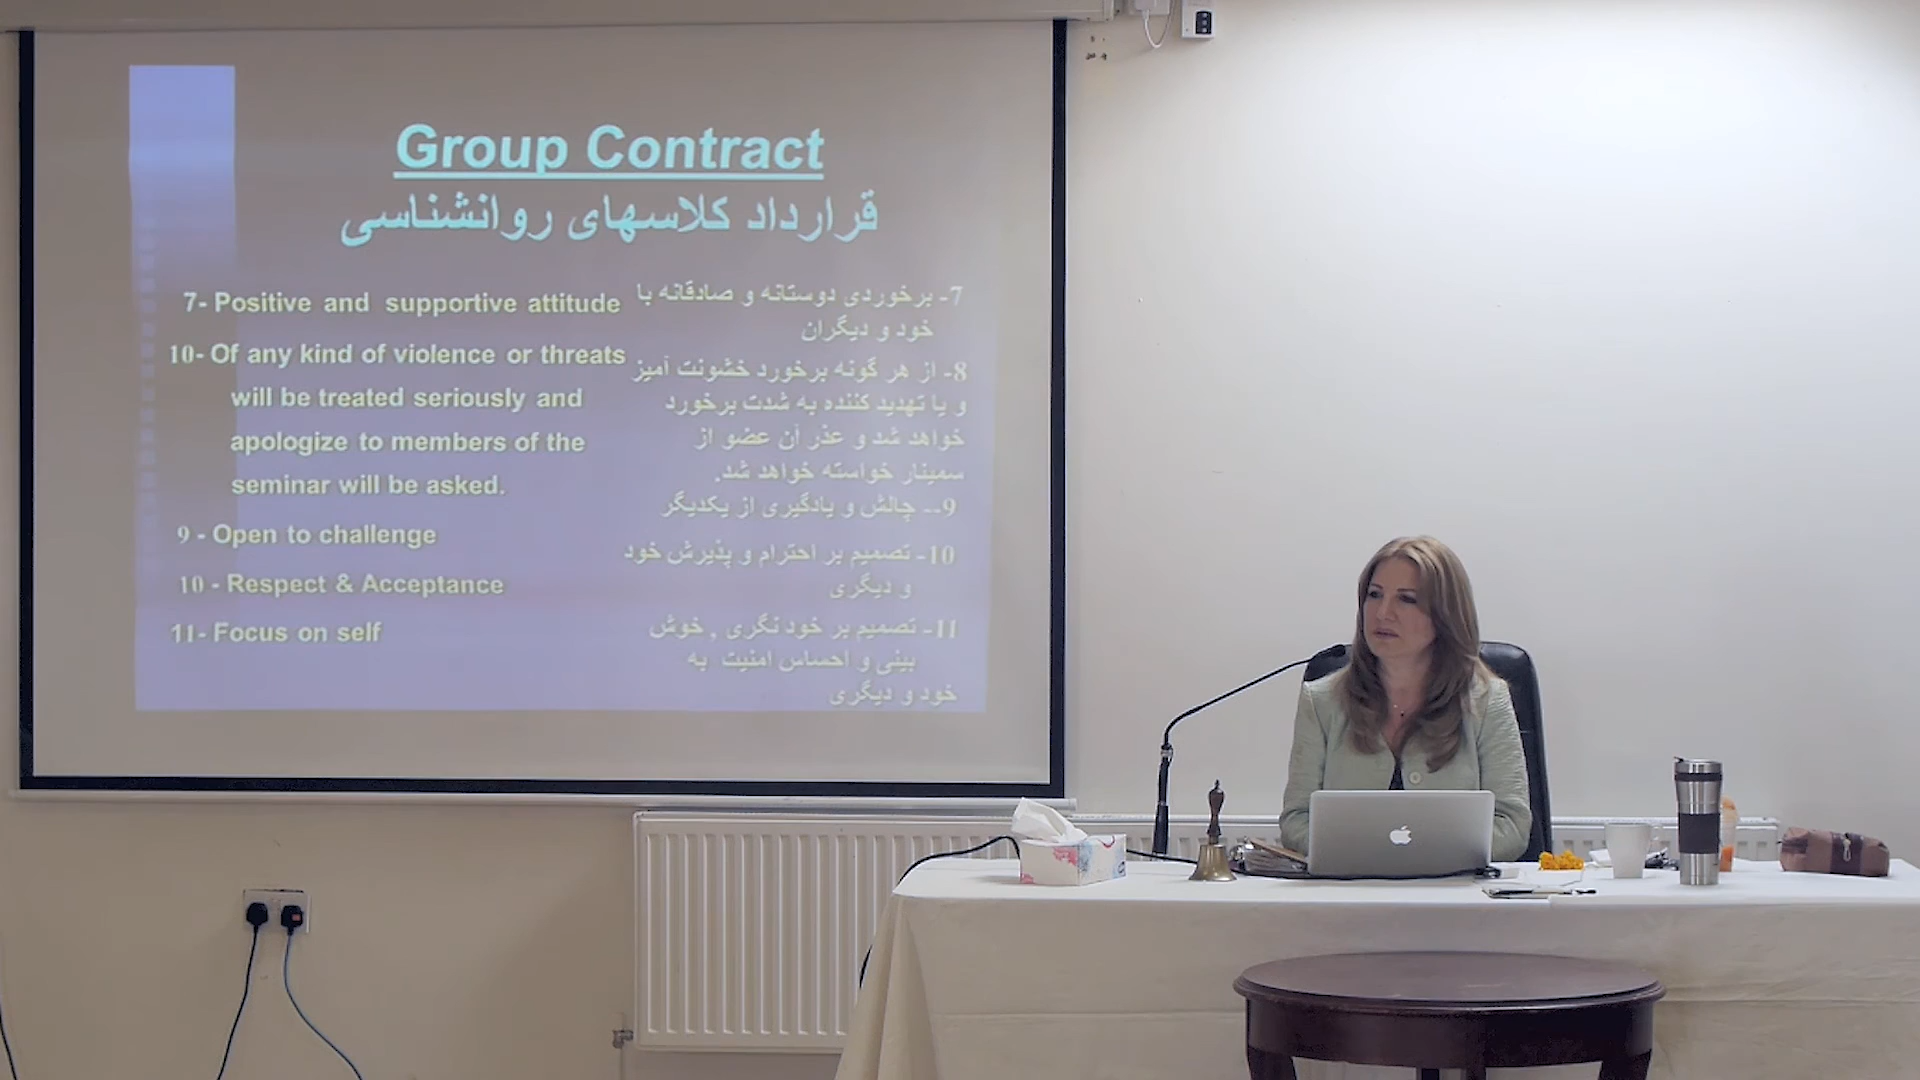 Group Contract
قرارداد کلاسهای روانشناسی
7- Positive and supportive attitude
10- Of any kind of violence or threats
will be treated seriously and
apologize to members of the
seminar will be asked.
9 - Open to challenge
10 - Respect & Acceptance
11- Focus on self
7- برخوردی دوستانه و صادقانه با
خود و دیگران
8- از هر گونه برخورد خشونت آمیز
و یا تهدید کننده به شدت برخورد
خواهد شد و عذر آن عضو از
سمینار خواسته خواهد شد.
9-- چالش و یادگیری از یکدیگر
10- تصمیم بر احترام و پذیرش خود
و دیگری
11- تصمیم بر خود نگری , خوش
بینی و احساس امنیت به
خود و دیگری